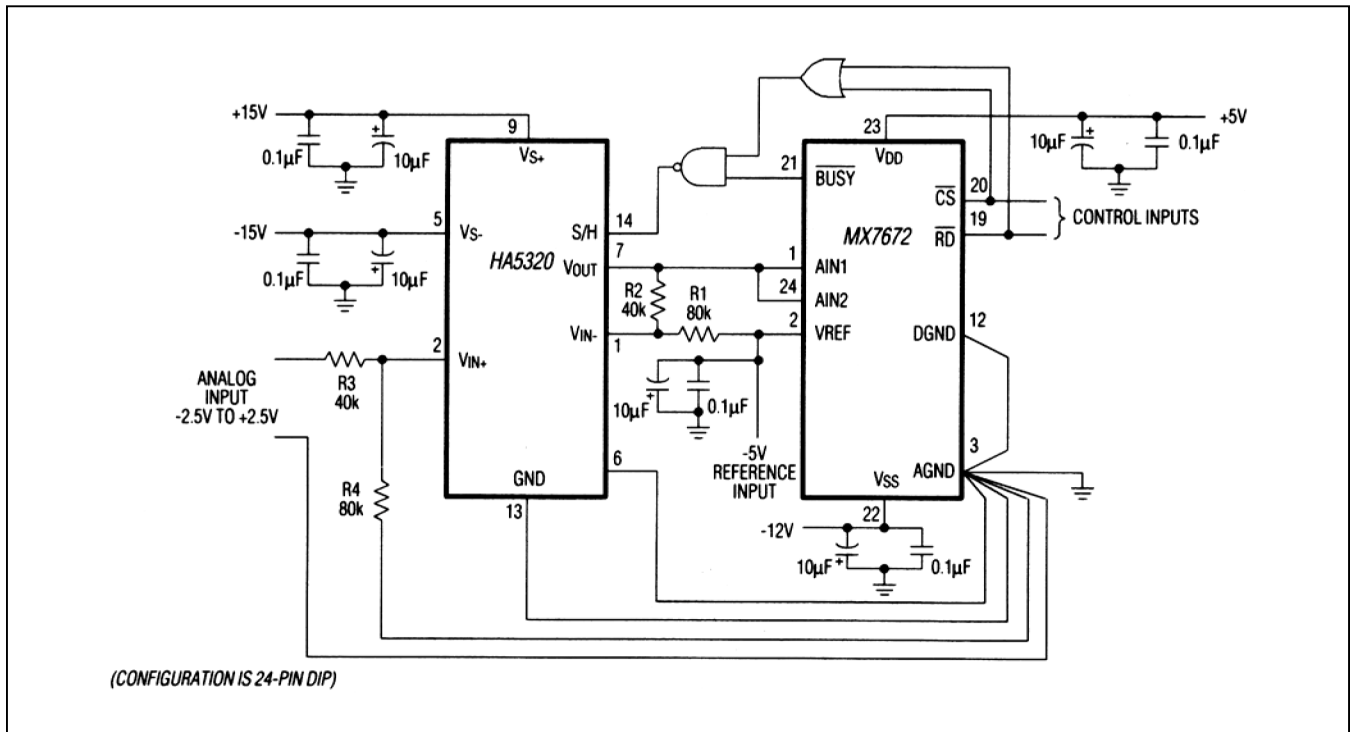 +15V
0.1µF
10µF
9
VS+
-15V
5
VS-
0.1µF
10µF
HA5320
S/H
14
VOUT
7
VIN-
1
2
VIN+
R3
40k
ANALOG
INPUT
-2.5V TO +2.5V
R4
80k
GND
13
6
R2
40k
R1
80k
10µF
0.1µF
-5V
REFERENCE
INPUT
23
VDD
21
BUSY
MX7672
1
AIN1
24
AIN2
2
VREF
CS
20
RD
19
CONTROL INPUTS
+5V
10µF
0.1µF
DGND
12
AGND
3
VSS
22
-12V
10µF
0.1µF
(CONFIGURATION IS 24-PIN DIP)